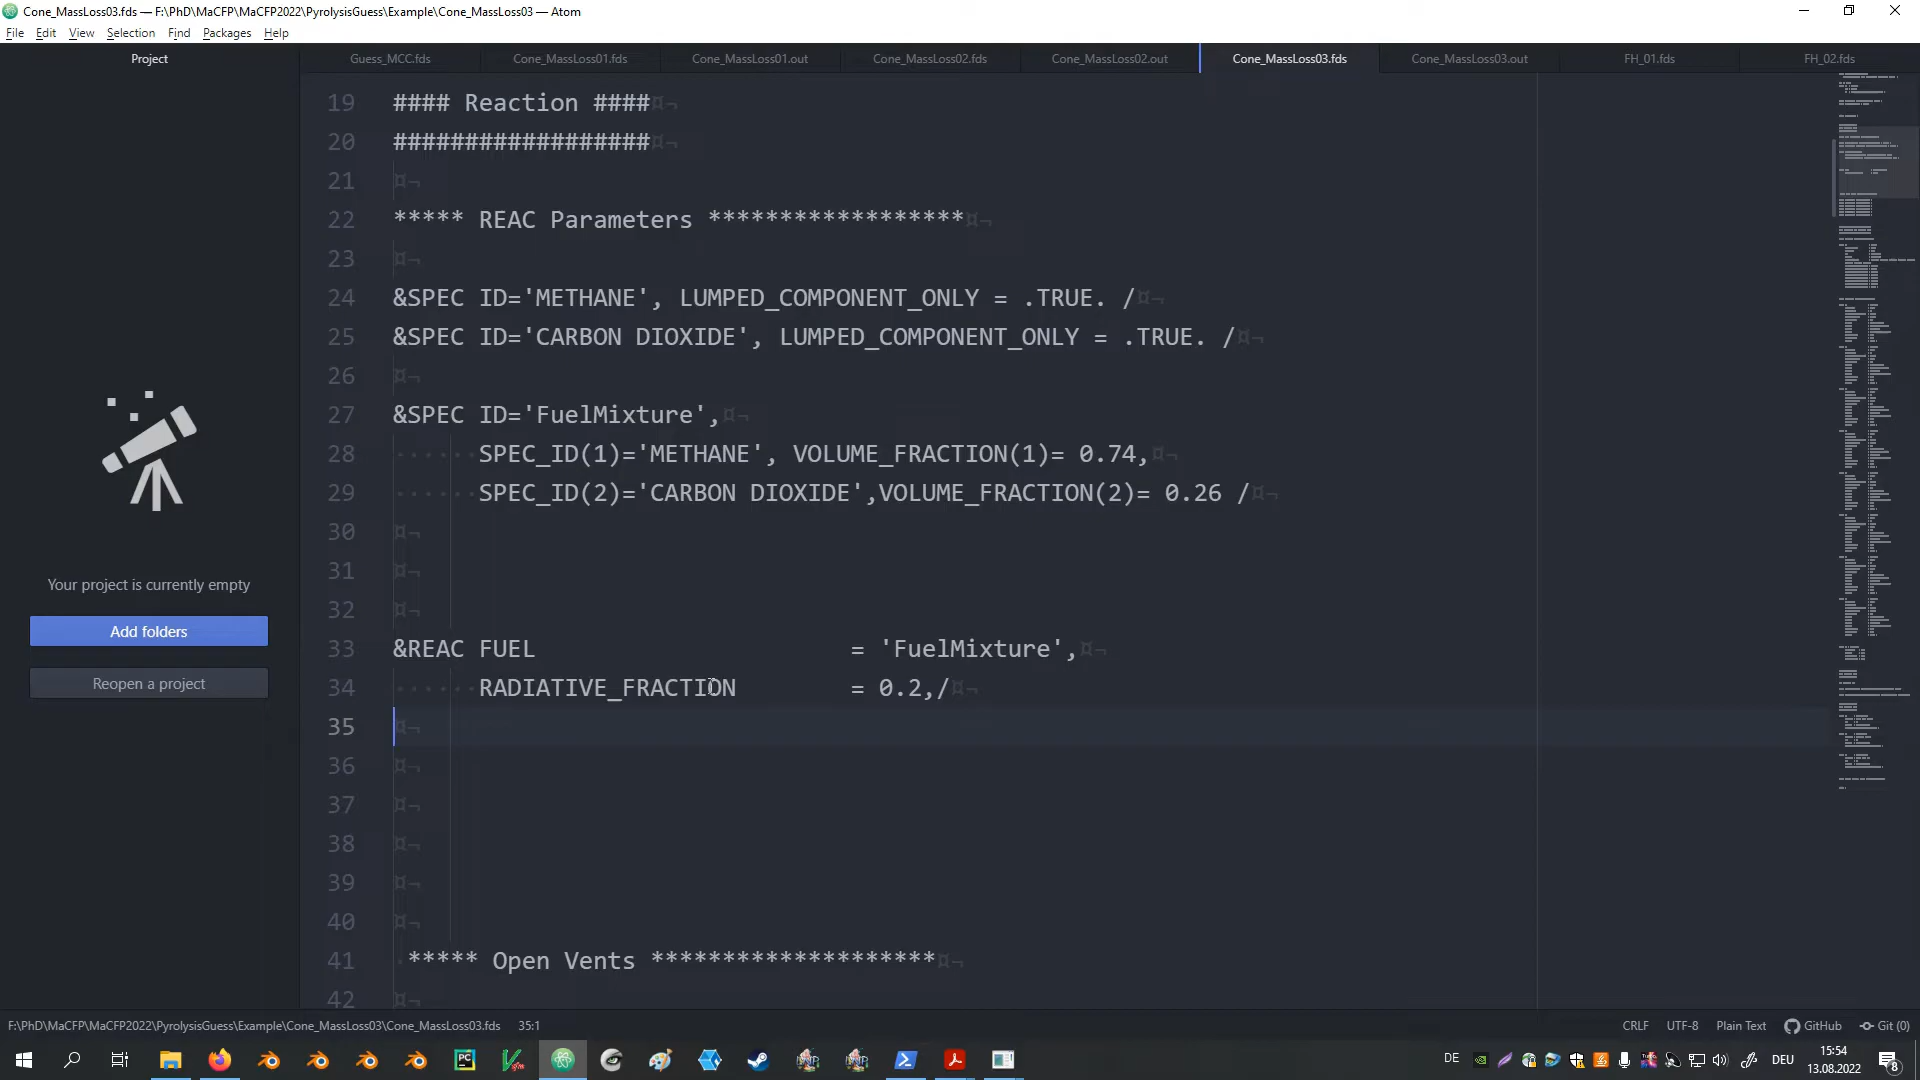 Cone_MassLoss03.fds — F:\PhD\MaCFP\MaCFP2022\PyrolysisGuess\Example\Cone_MassLoss03 — Atom
File Edit View Selection Find Packages Help
Project
Guess_MCC.fds Cone_MassLoss01.fds Cone_MassLoss01.out Cone_MassLoss02.fds Cone_MassLoss02.out Cone_MassLoss03.fds Cone_MassLoss03.out FH_01.fds FH_02.fds
19 #### Reaction ####¤¬
20 ##################¤¬
21 ¤¬
22 ***** REAC Parameters ******************¤¬
23 ¤¬
24 &SPEC ID='METHANE', LUMPED_COMPONENT_ONLY = .TRUE. /¤¬
25 &SPEC ID='CARBON DIOXIDE', LUMPED_COMPONENT_ONLY = .TRUE. /¤¬
26 ¤¬
27 &SPEC ID='FuelMixture',¤¬
28 ······SPEC_ID(1)='METHANE', VOLUME_FRACTION(1)= 0.74,¤¬
29 ······SPEC_ID(2)='CARBON DIOXIDE',VOLUME_FRACTION(2)= 0.26 /¤¬
30 ¤¬
31 ¤¬
32 ¤¬
33 &REAC FUEL                      = 'FuelMixture',¤¬
34 ······RADIATIVE_FRACTION        = 0.2,/¤¬
35 ¤¬
36 ¤¬
37 ¤¬
38 ¤¬
39 ¤¬
40 ¤¬
41 ·***** Open Vents ********************¤¬
42 ¤¬
Your project is currently empty
Add folders
Reopen a project
F:\PhD\MaCFP\MaCFP2022\PyrolysisGuess\Example\Cone_MassLoss03\Cone_MassLoss03.fds 35:1 CRLF UTF-8 Plain Text GitHub Git (0)
DE DEU 15:54
13.08.2022 8